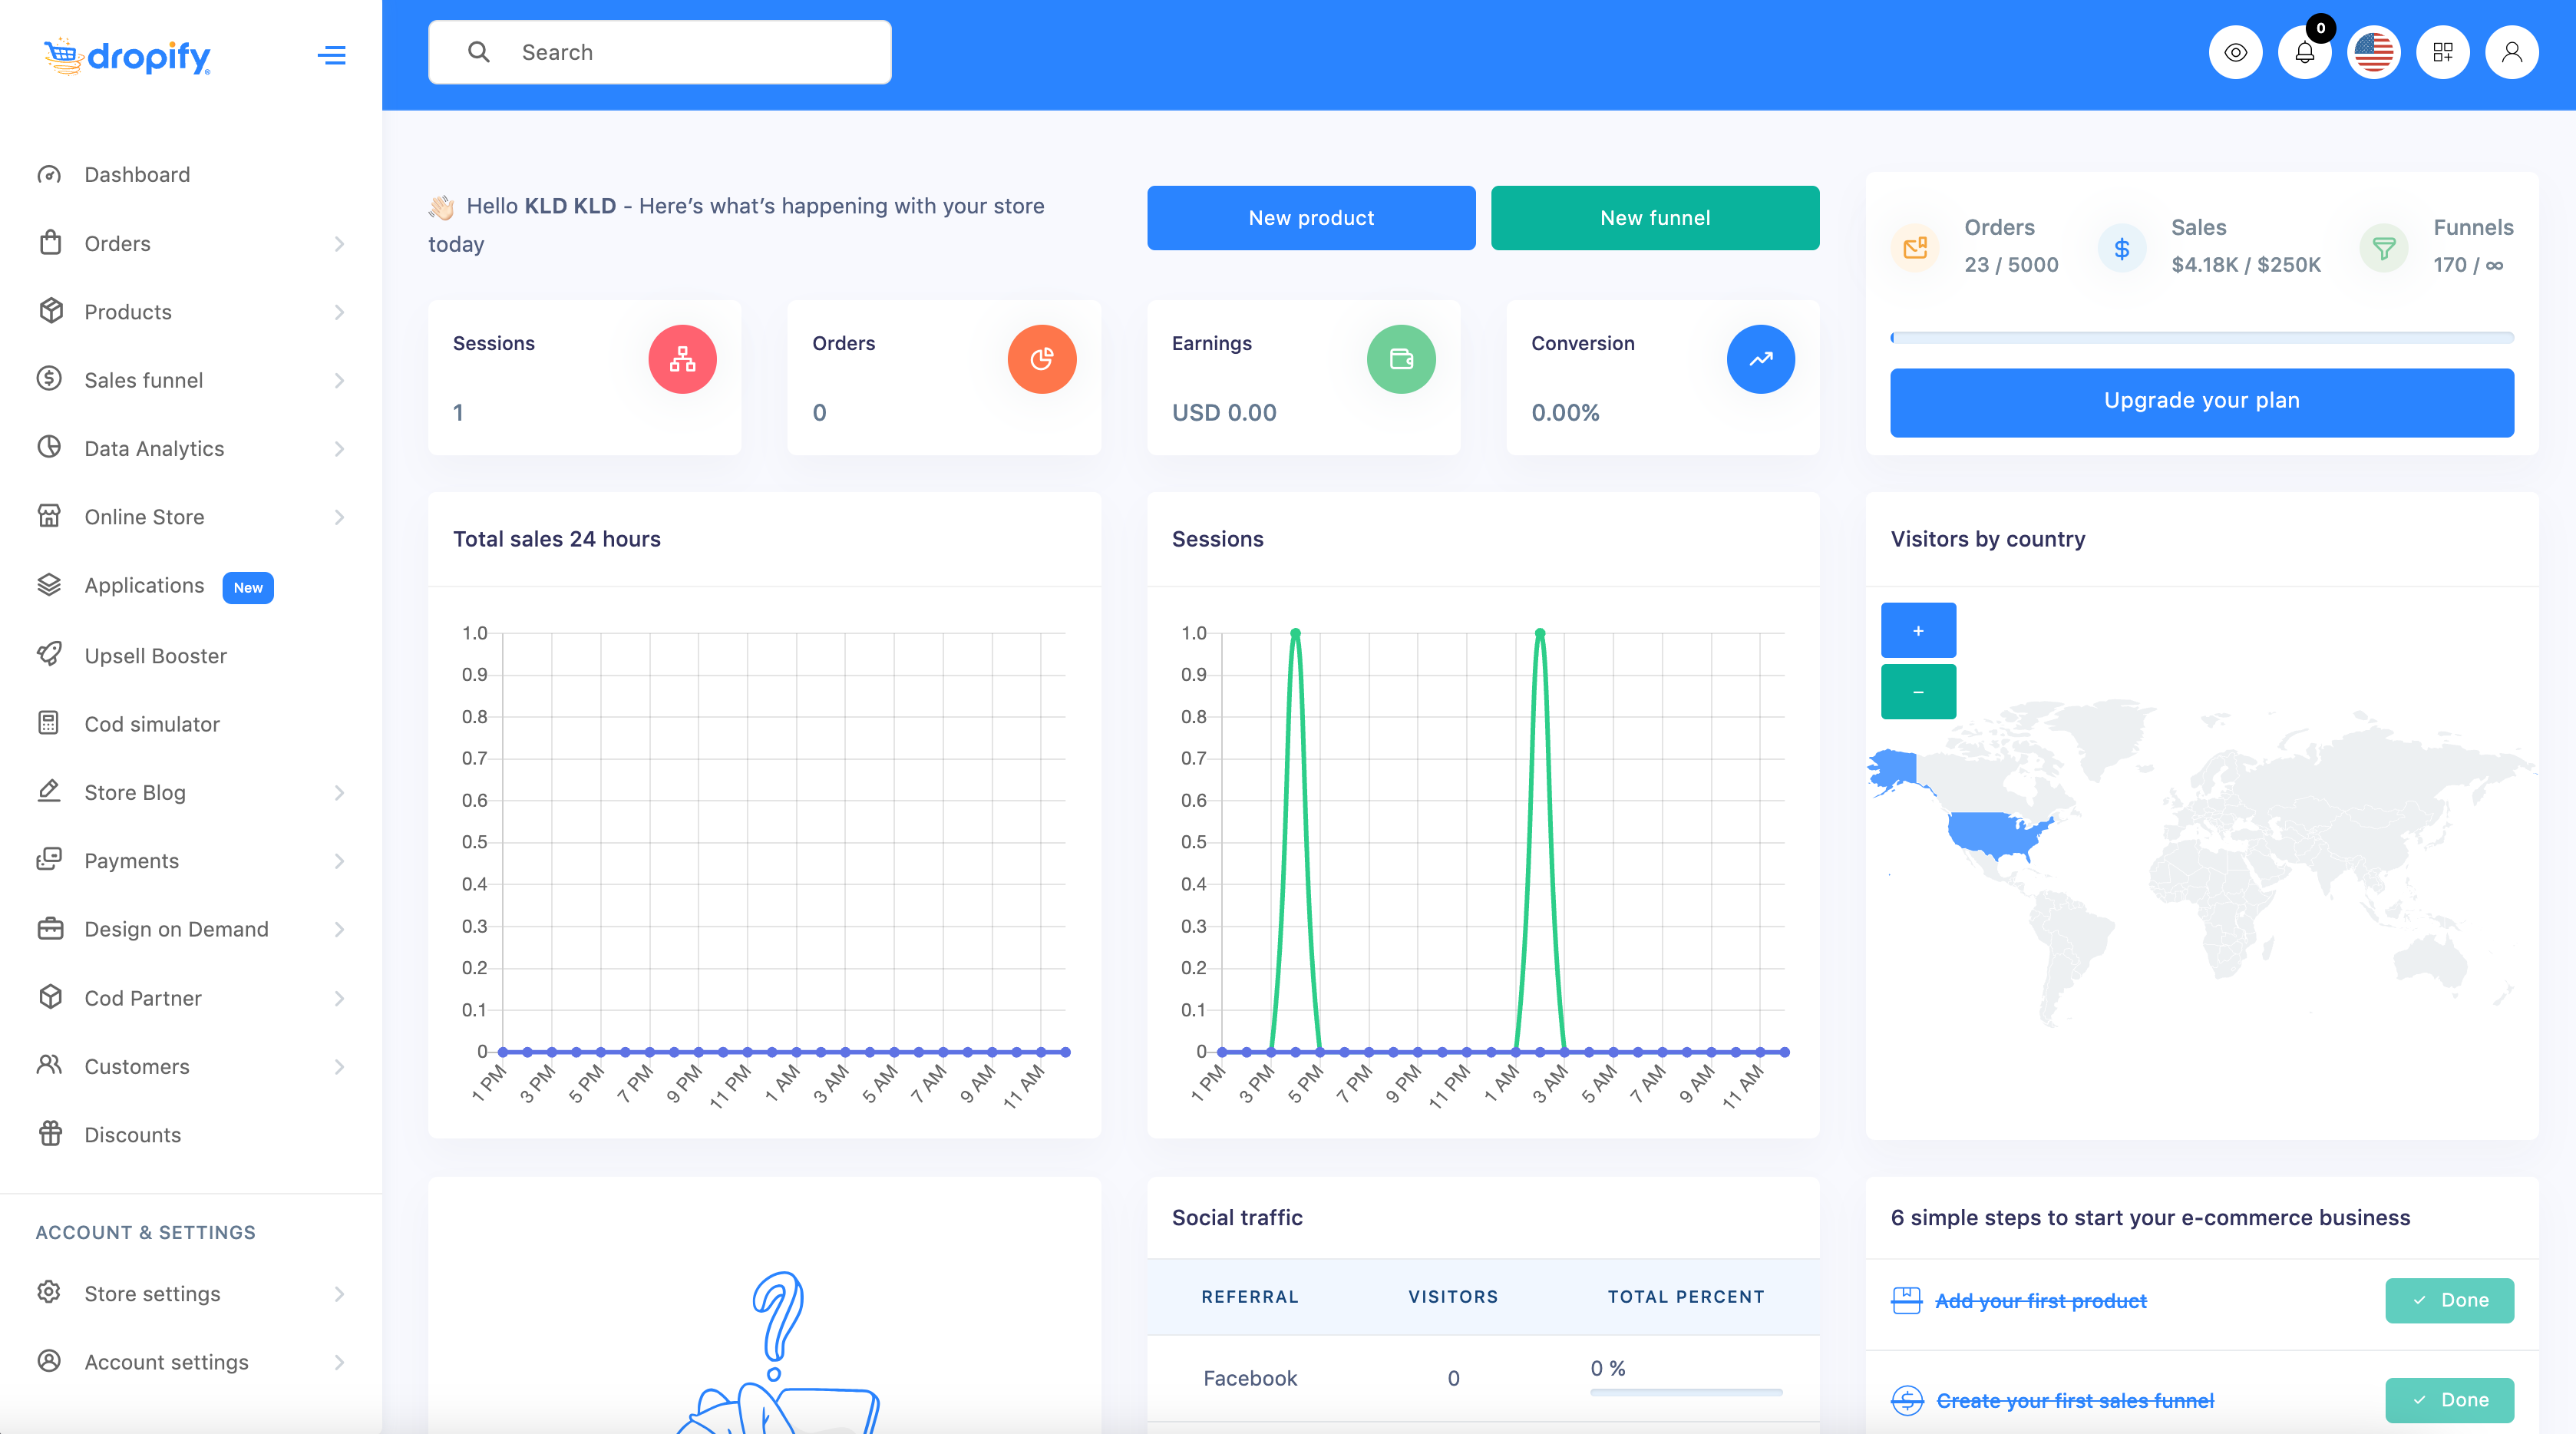 dropify
Search
0
Dashboard
Orders
Products
Sales funnel
Data Analytics
Online Store
Applications New
Upsell Booster
Cod simulator
Store Blog
Payments
Design on Demand
Cod Partner
Customers
Discounts
ACCOUNT & SETTINGS
Store settings
Account settings
👋🏻 Hello KLD KLD - Here’s what’s happening with your store
today
New product
New funnel
Orders
23 / 5000
Sales
$4.18K / $250K
Funnels
170 / ∞
Upgrade your plan
Sessions
1
Orders
0
Earnings
USD 0.00
Conversion
0.00%
Total sales 24 hours
1.0
0.9
0.8
0.7
0.6
0.5
0.4
0.3
0.2
0.1
0
1 PM
3 PM
5 PM
7 PM
9 PM
11 PM
1 AM
3 AM
5 AM
7 AM
9 AM
11 AM
Sessions
1.0
0.9
0.8
0.7
0.6
0.5
0.4
0.3
0.2
0.1
0
1 PM
3 PM
5 PM
7 PM
9 PM
11 PM
1 AM
3 AM
5 AM
7 AM
9 AM
11 AM
Visitors by country
+
−
Social traffic
REFERRAL VISITORS TOTAL PERCENT
Facebook 0 0 %
6 simple steps to start your e-commerce business
Add your first product Done
Create your first sales funnel Done